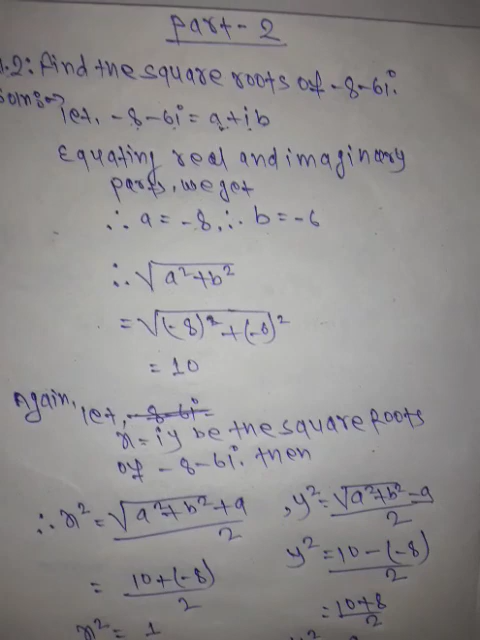 Part-2
.2: Find the square roots of -8-6i.
Let, -8-6i = a+ib
Equating real and imaginary
parts, we get
∴ a = -8, ∴ b = -6
∴ √(a²+b²)
= √((-8)²+(-6)²)
= 10
Again, let, -8-6i=
x=iy be the square roots
of -8-6i. then
∴ x² = (√(a²+b²)+a)/2 , y² = (√(a²+b²)-a)/2
= (10+(-8))/2 y² = (10-(-8))/2
x² = 1 = (10+8)/2